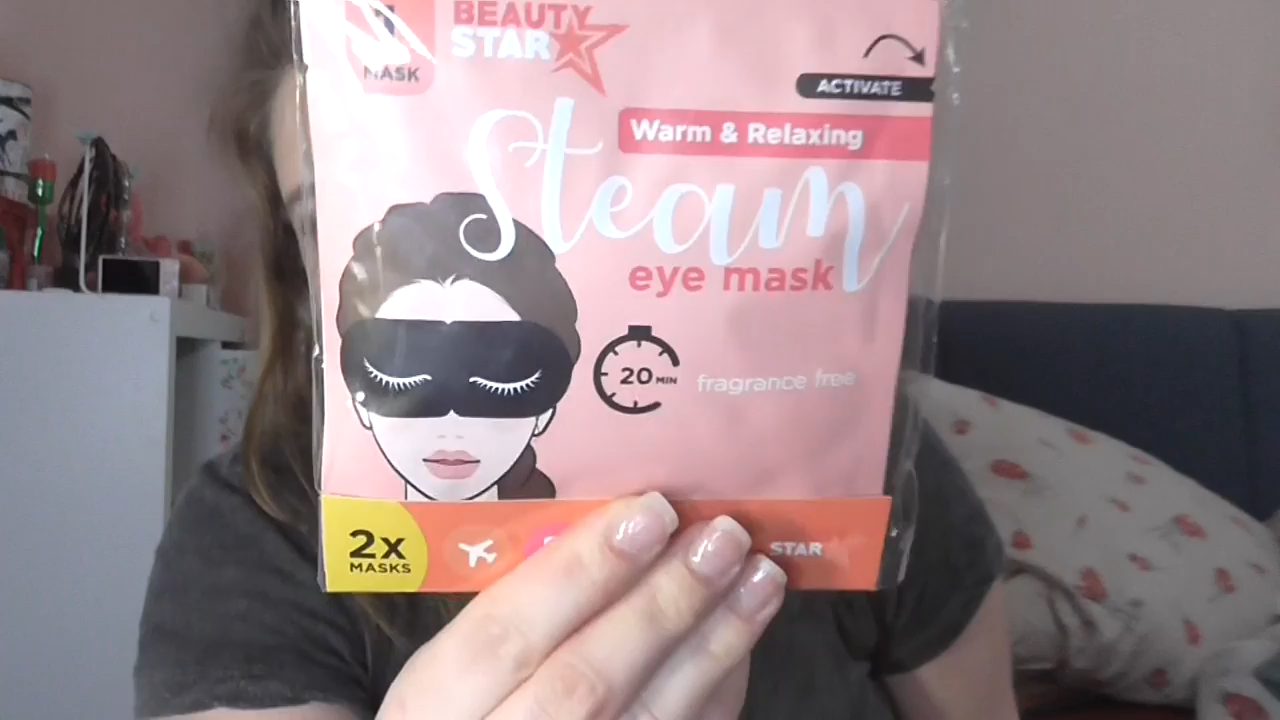 MASK
BEAUTY
STAR
ACTIVATE
Warm & Relaxing
Steam
eye mask
20 MIN
fragrance free
2x
MASKS
STAR